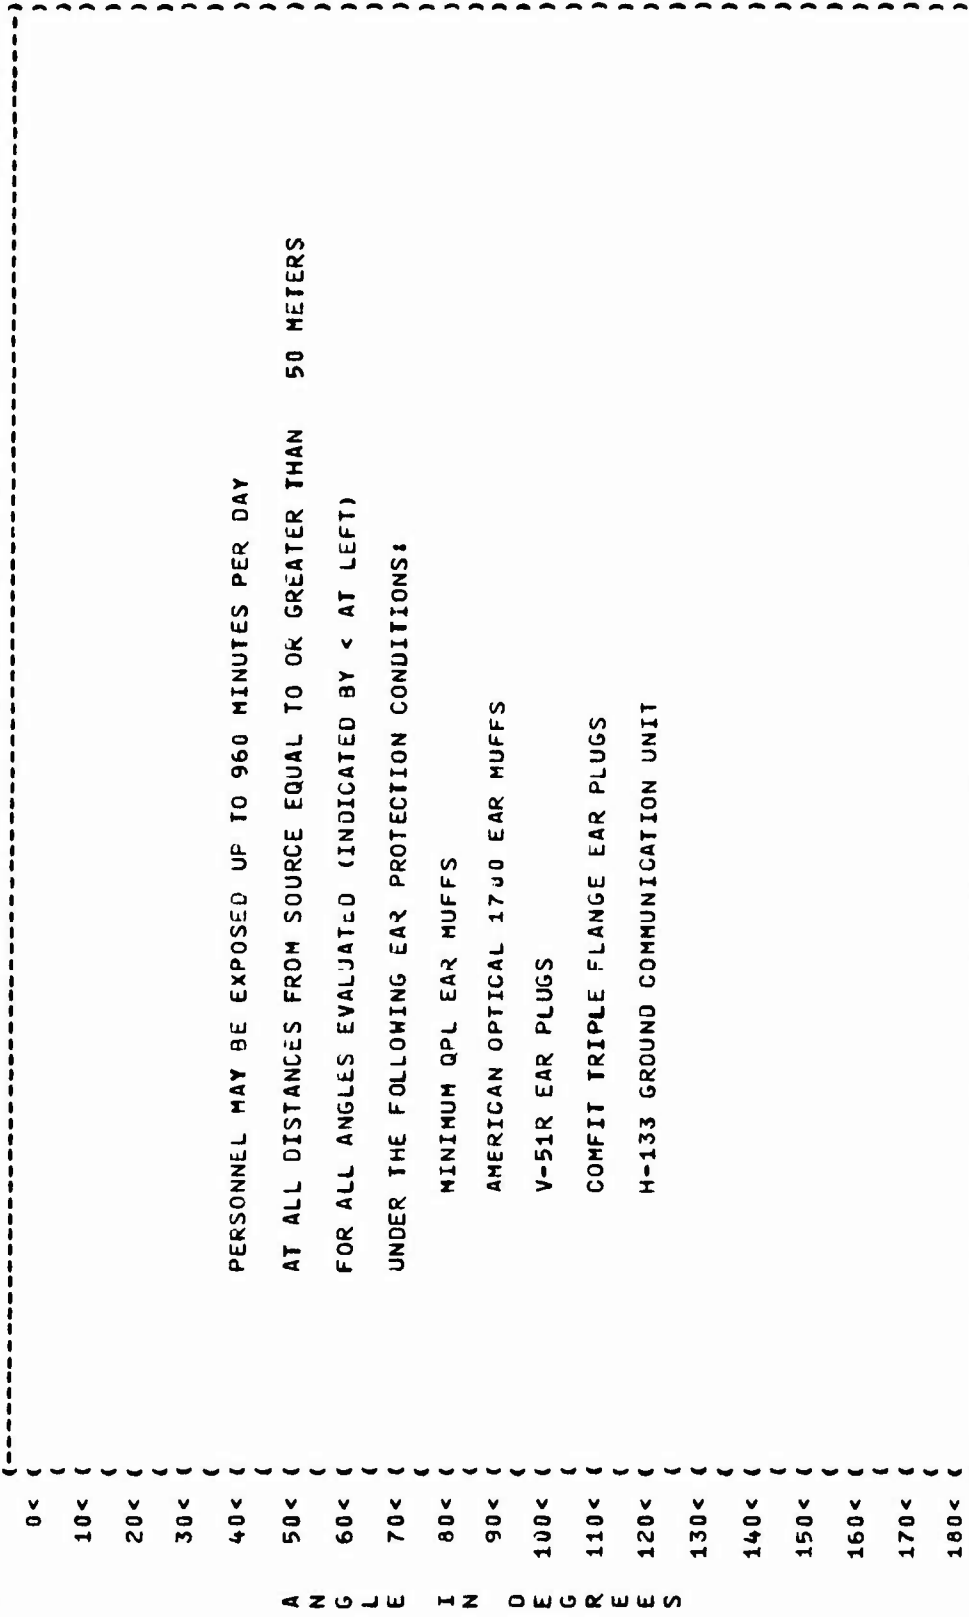 0<
10<
20<
30<
40< PERSONNEL MAY BE EXPOSED UP TO 960 MINUTES PER DAY
50< AT ALL DISTANCES FROM SOURCE EQUAL TO OR GREATER THAN 50 METERS
60< FOR ALL ANGLES EVALUATED (INDICATED BY < AT LEFT)
70< UNDER THE FOLLOWING EAR PROTECTION CONDITIONS:
80< MINIMUM QPL EAR MUFFS
90< AMERICAN OPTICAL 1700 EAR MUFFS
100< V-51R EAR PLUGS
110< COMFIT TRIPLE FLANGE EAR PLUGS
120< H-133 GROUND COMMUNICATION UNIT
130<
140<
150<
160<
170<
180<
ANGLE IN DEGREES